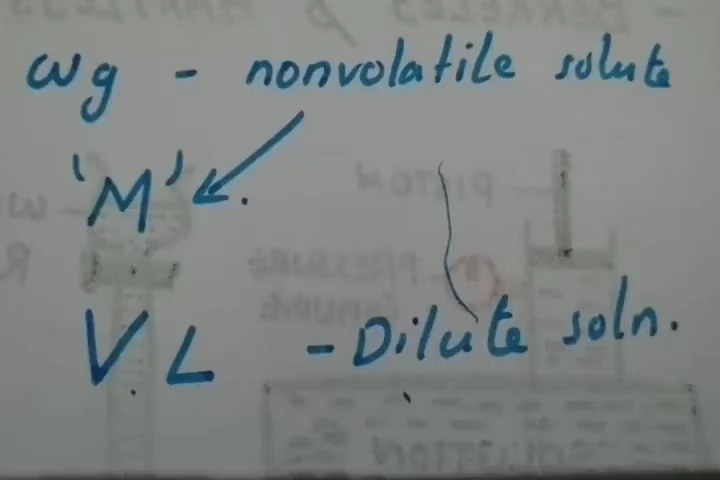 wg - nonvolatile solute
'M'
V.L - Dilute soln.